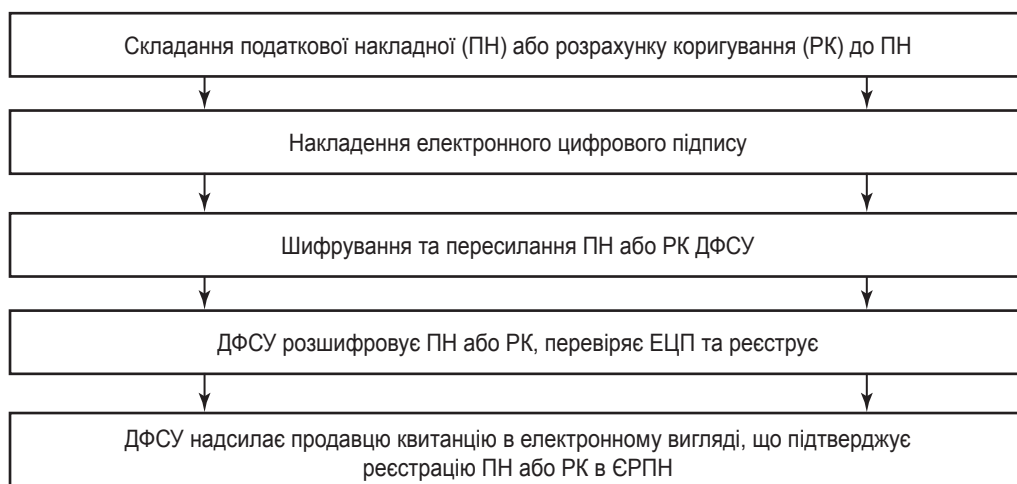 Складання податкової накладної (ПН) або розрахунку коригування (РК) до ПН
Накладення електронного цифрового підпису
Шифрування та пересилання ПН або РК ДФСУ
ДФСУ розшифровує ПН або РК, перевіряє ЕЦП та реєструє
ДФСУ надсилає продавцю квитанцію в електронному вигляді, що підтверджує
реєстрацію ПН або РК в ЄРПН